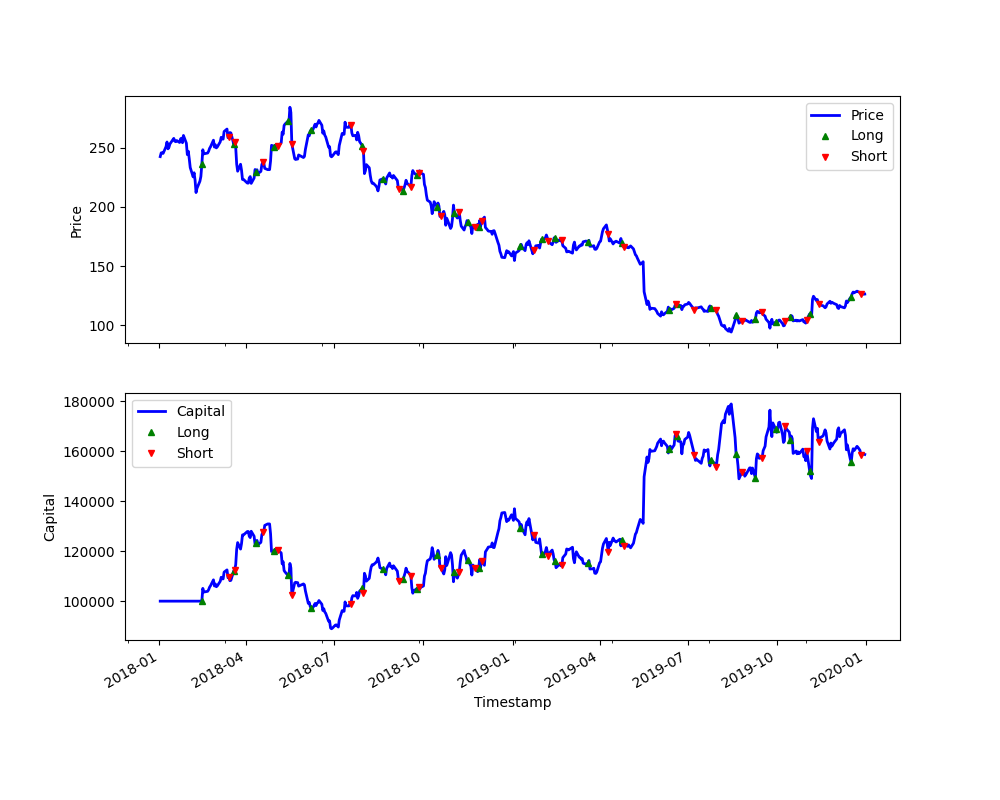 Price
Long
Short
250
200
150
100
Price
Capital
Long
Short
180000
160000
140000
120000
100000
Capital
2018-01
2018-04
2018-07
2018-10
2019-01
2019-04
2019-07
2019-10
2020-01
Timestamp